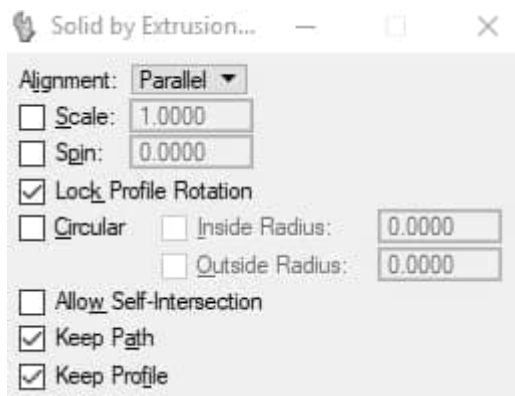 Solid by Extrusion...
Alignment: Parallel
Scale: 1.0000
Spin: 0.0000
Lock Profile Rotation
Circular Inside Radius: 0.0000
Outside Radius: 0.0000
Allow Self-Intersection
Keep Path
Keep Profile